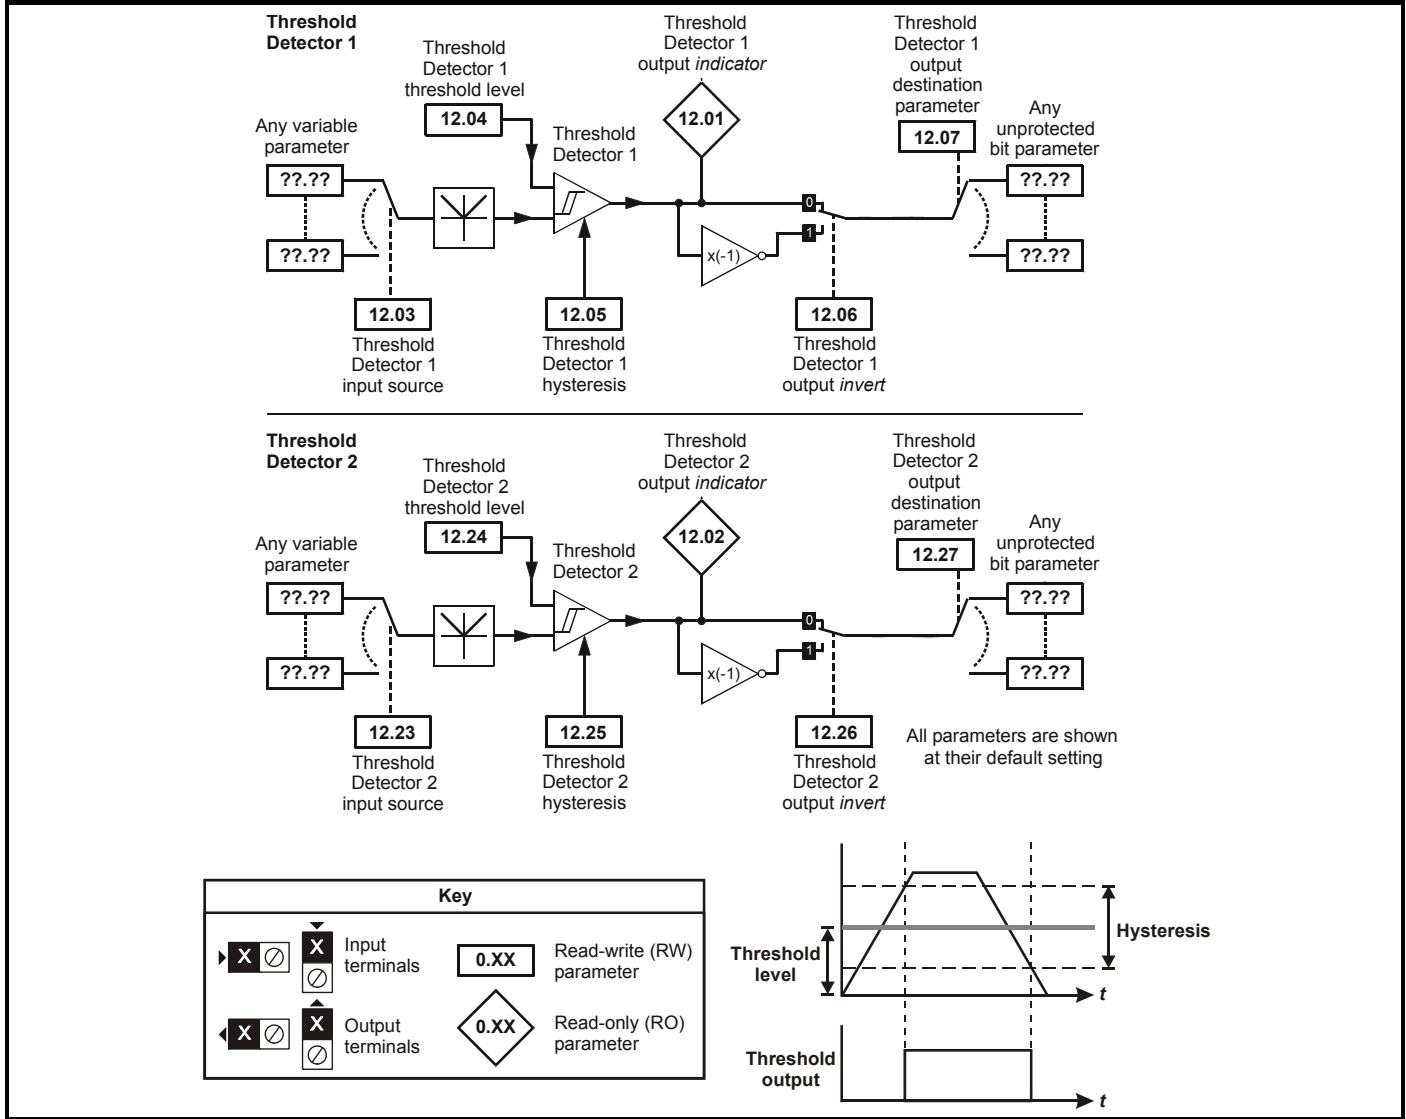 Threshold
Detector 1
Threshold
Detector 1
threshold level
12.04
Threshold
Detector 1
output indicator
12.01
Threshold
Detector 1
output
destination
parameter
12.07
Any variable
parameter
??.??
??.??
Threshold
Detector 1
Any
unprotected
bit parameter
??.??
??.??
0
1
x(-1)
12.03
Threshold
Detector 1
input source
12.05
Threshold
Detector 1
hysteresis
12.06
Threshold
Detector 1
output invert
Threshold
Detector 2
Threshold
Detector 2
threshold level
12.24
Threshold
Detector 2
output indicator
12.02
Threshold
Detector 2
output
destination
parameter
12.27
Any variable
parameter
??.??
??.??
Threshold
Detector 2
Any
unprotected
bit parameter
??.??
??.??
0
1
x(-1)
12.23
Threshold
Detector 2
input source
12.25
Threshold
Detector 2
hysteresis
12.26
Threshold
Detector 2
output invert
All parameters are shown
at their default setting
Key
X
X
Input
terminals
0.XX
Read-write (RW)
parameter
X
X
Output
terminals
0.XX
Read-only (RO)
parameter
Threshold
level
Hysteresis
t
Threshold
output
t